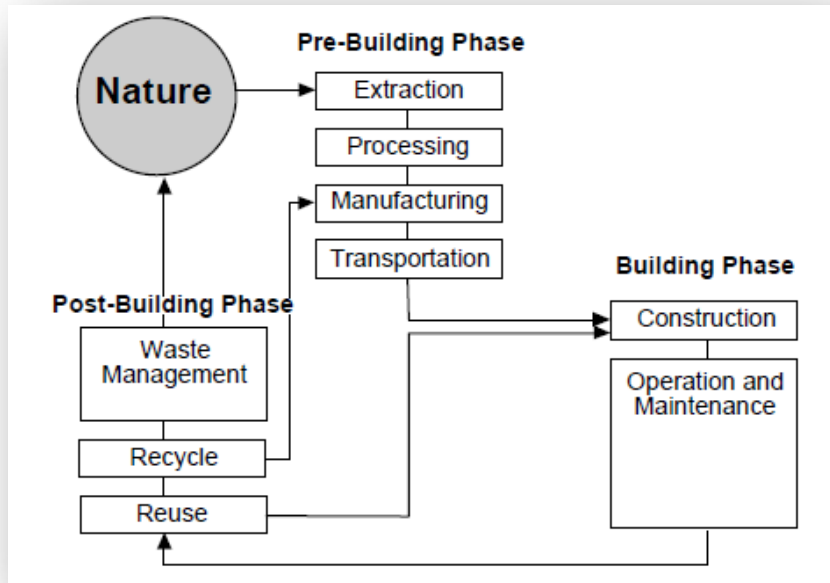 Nature
Pre-Building Phase
Extraction
Processing
Manufacturing
Transportation
Building Phase
Construction
Operation and
Maintenance
Post-Building Phase
Waste
Management
Recycle
Reuse